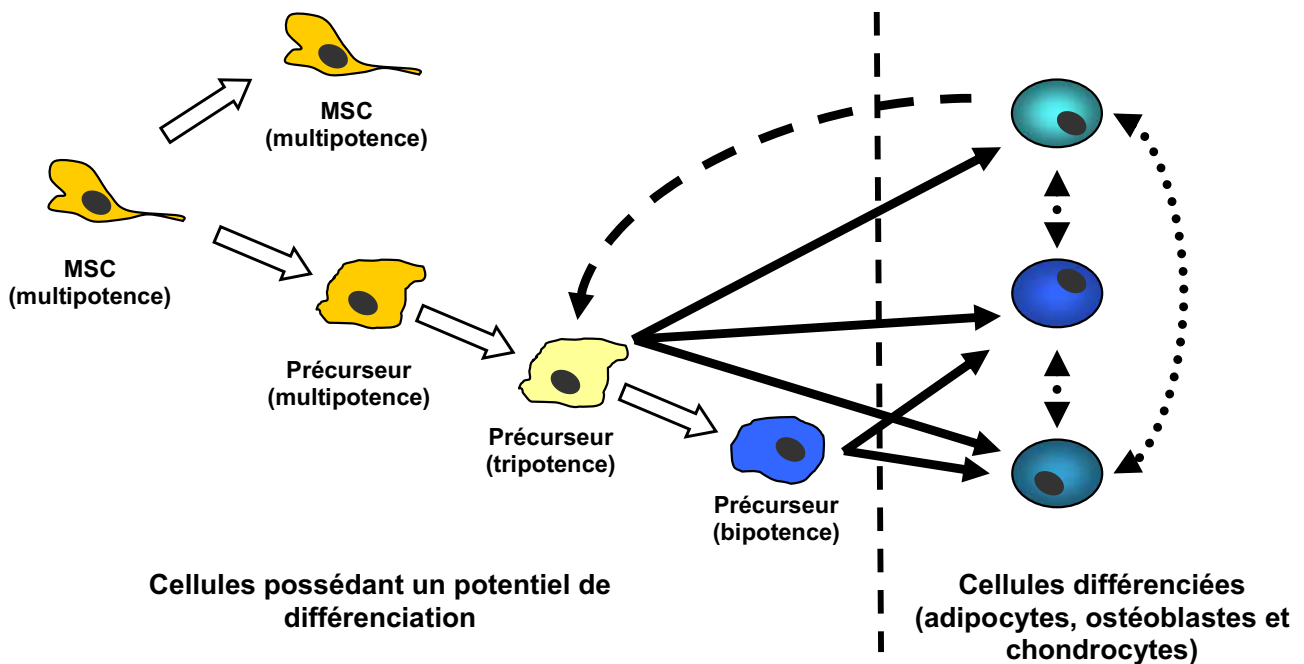 MSC
(multipotence)
MSC
(multipotence)
Précurseur
(multipotence)
Précurseur
(tripotence)
Précurseur
(bipotence)
Cellules possédant un potentiel de
différenciation
Cellules différenciées
(adipocytes, ostéoblastes et
chondrocytes)